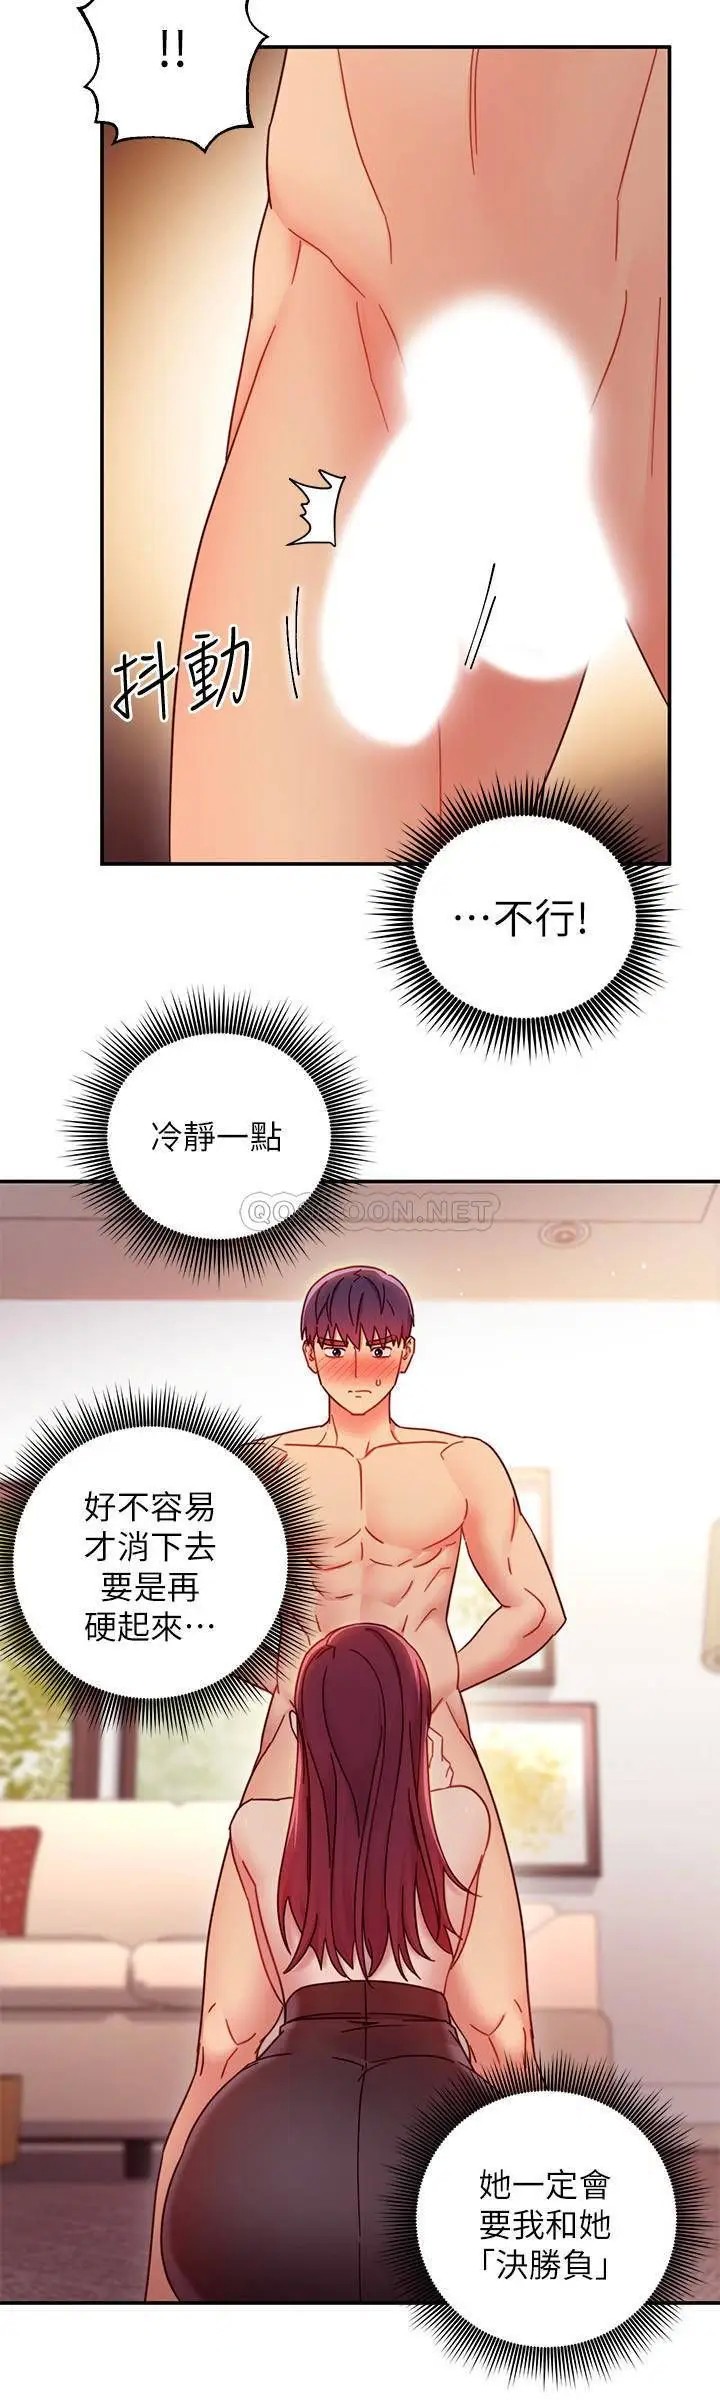 !!
抖動
…不行!
冷靜一點
好不容易
才消下去
要是再
硬起來…
她一定會
要我和她
「決勝負」